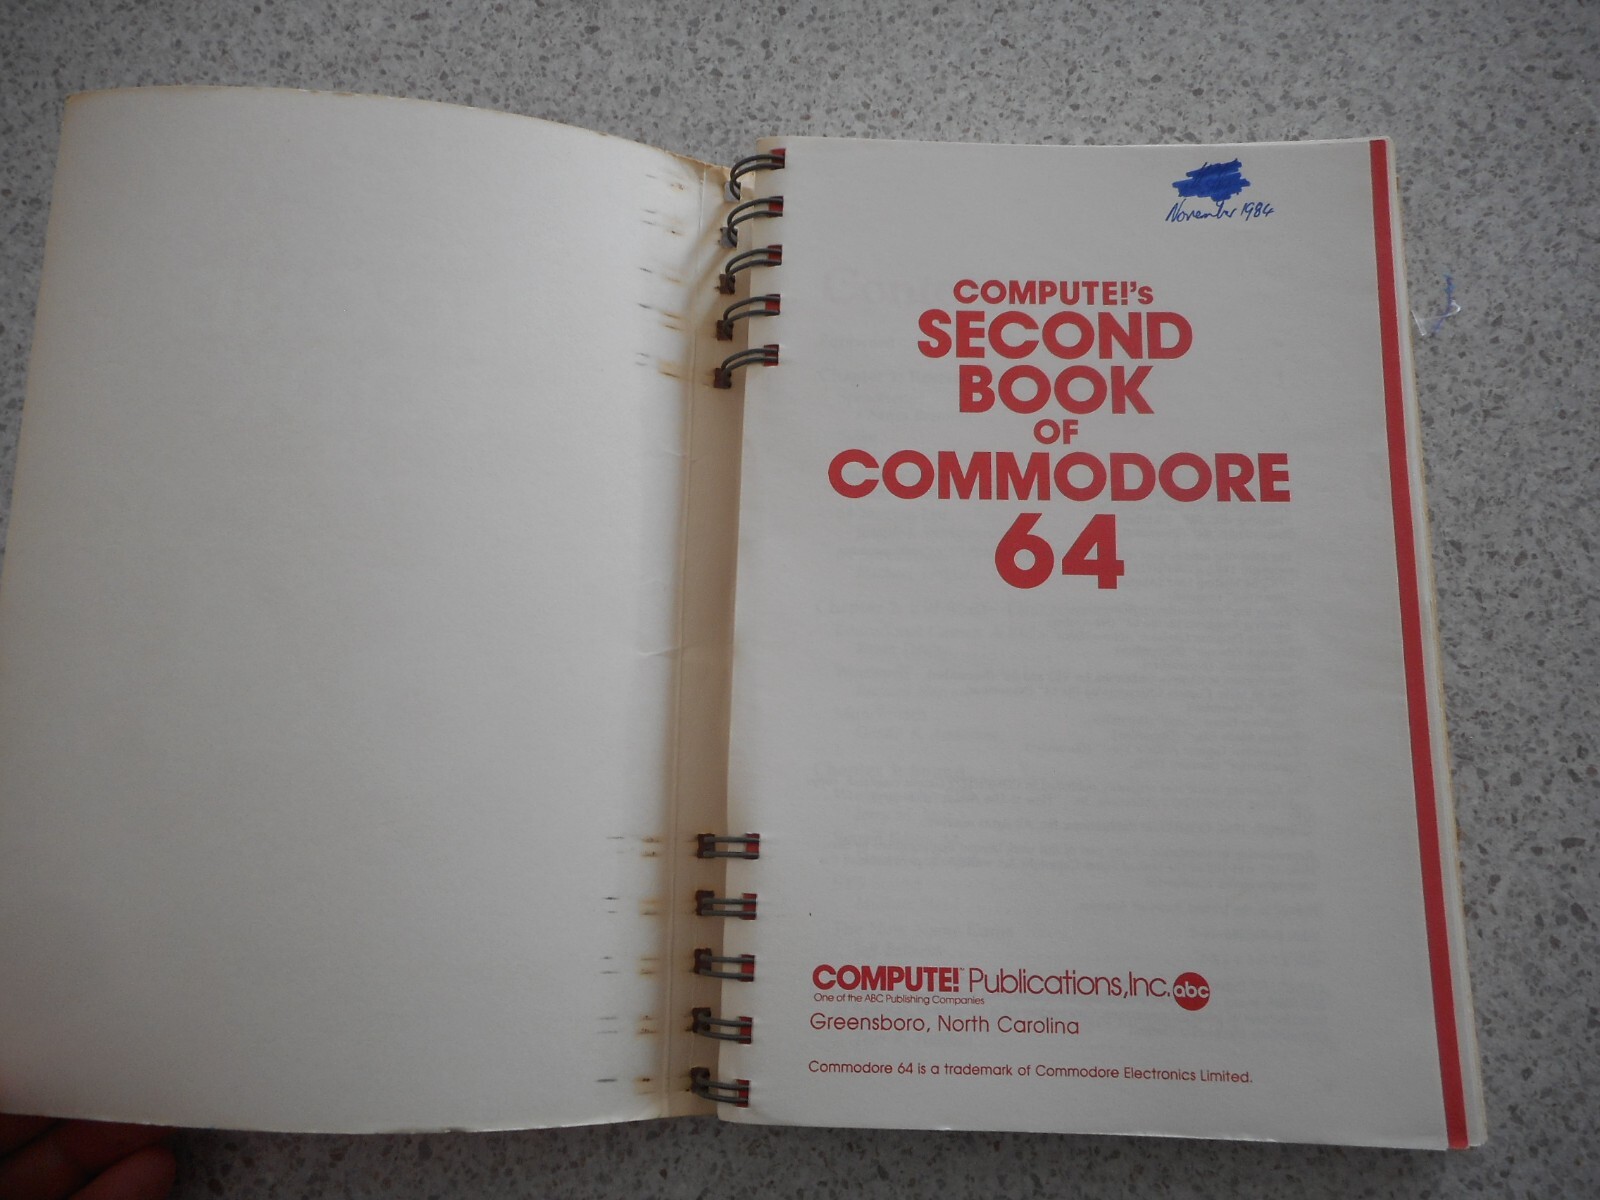 November 1984
COMPUTE!'s
SECOND
BOOK
OF
COMMODORE
64
COMPUTE!™ Publications,Inc. abc
One of the ABC Publishing Companies
Greensboro, North Carolina
Commodore 64 is a trademark of Commodore Electronics Limited.